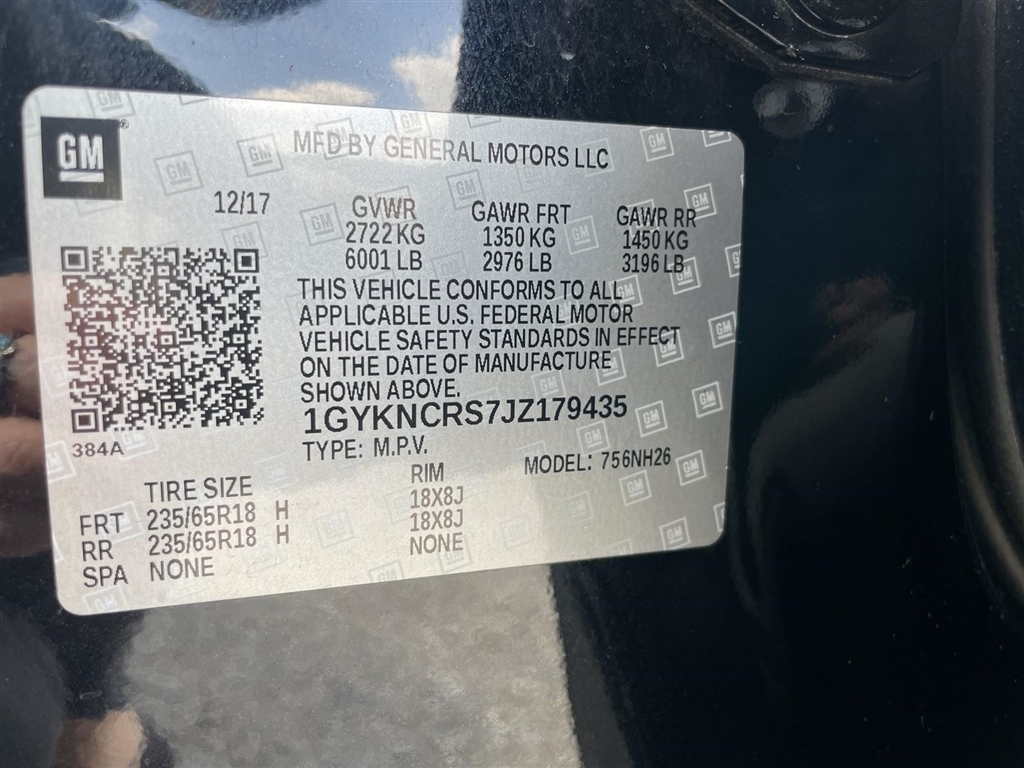 GM
MFD BY GENERAL MOTORS LLC
12/17 GVWR GAWR FRT GAWR RR
2722 KG 1350 KG 1450 KG
6001 LB 2976 LB 3196 LB
THIS VEHICLE CONFORMS TO ALL
APPLICABLE U.S. FEDERAL MOTOR
VEHICLE SAFETY STANDARDS IN EFFECT
ON THE DATE OF MANUFACTURE
SHOWN ABOVE.
1GYKNCRS7JZ179435
384A
TYPE: M.P.V. MODEL: 756NH26
TIRE SIZE RIM
FRT 235/65R18 H 18X8J
RR 235/65R18 H 18X8J
SPA NONE NONE